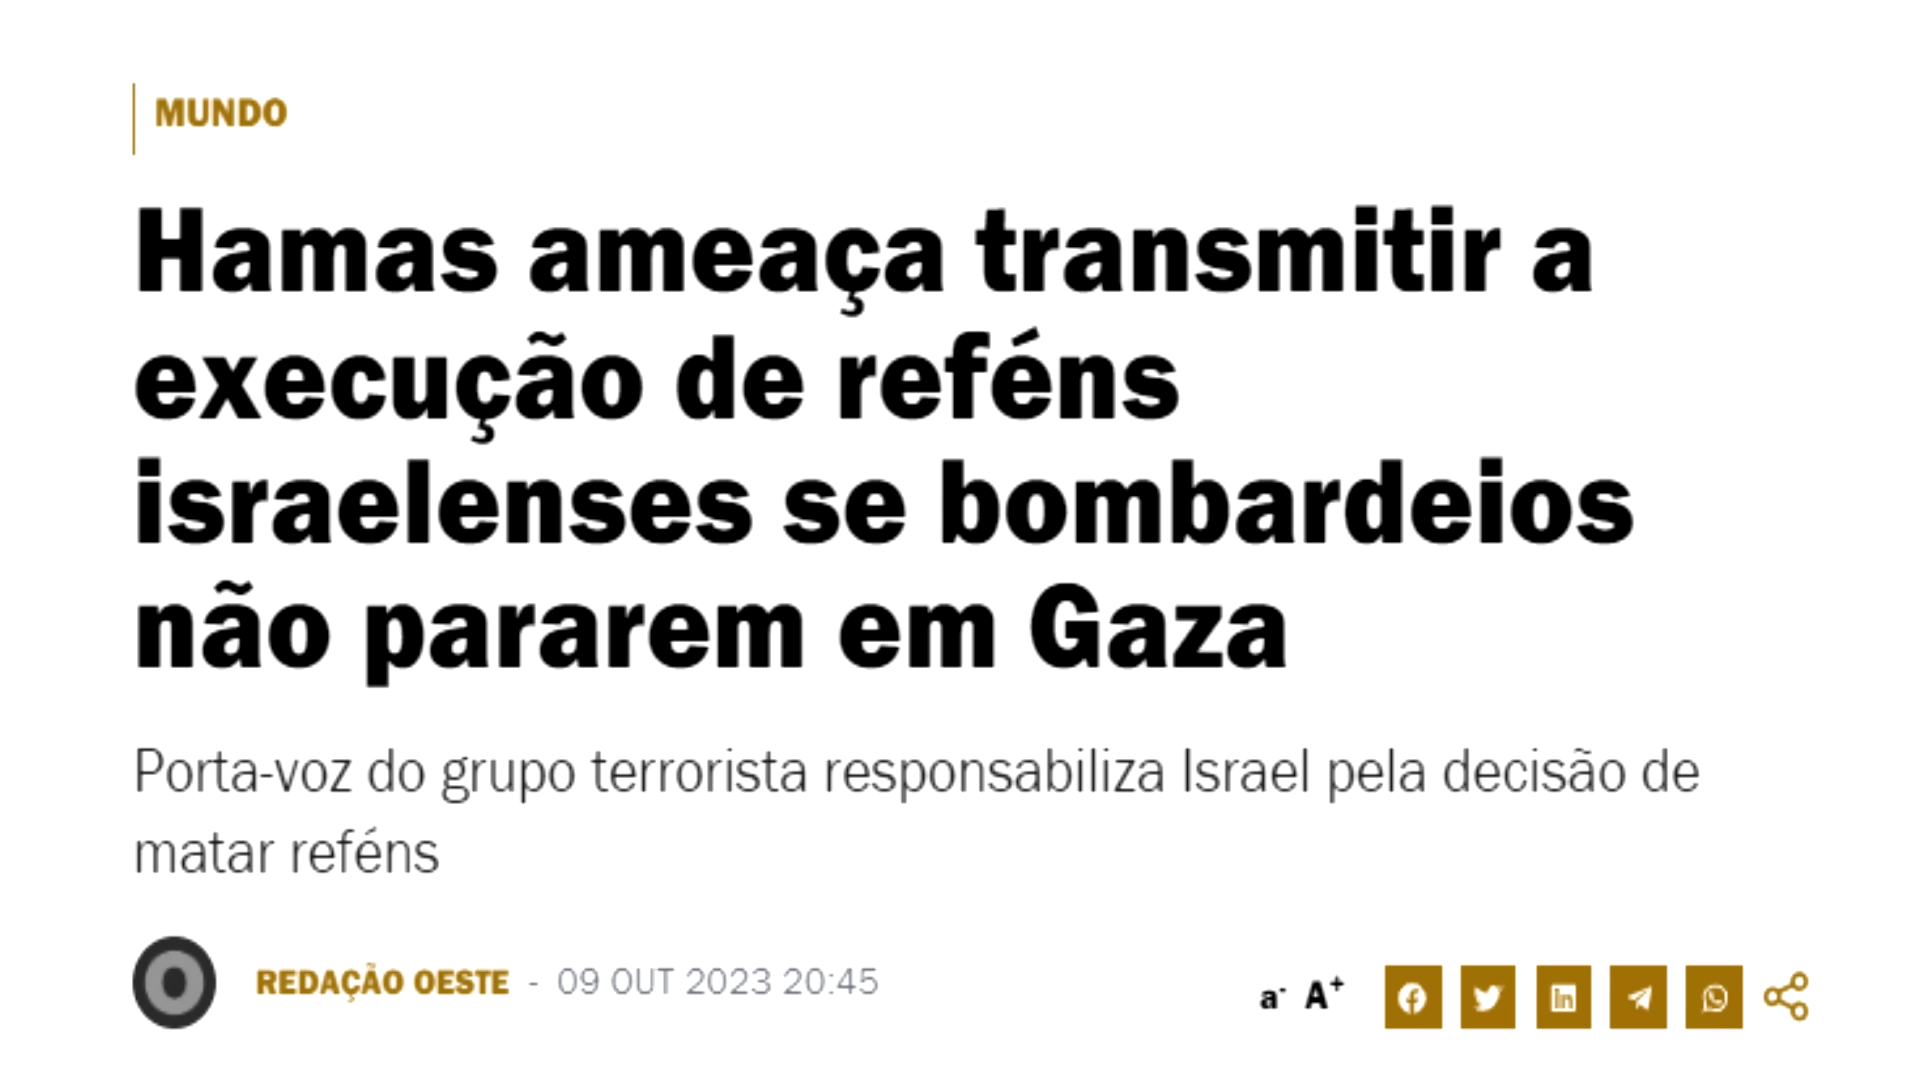 MUNDO
Hamas ameaça transmitir a
execução de reféns
israelenses se bombardeios
não pararem em Gaza
Porta-voz do grupo terrorista responsabiliza Israel pela decisão de
matar reféns
REDAÇÃO OESTE - 09 OUT 2023 20:45
a- A+